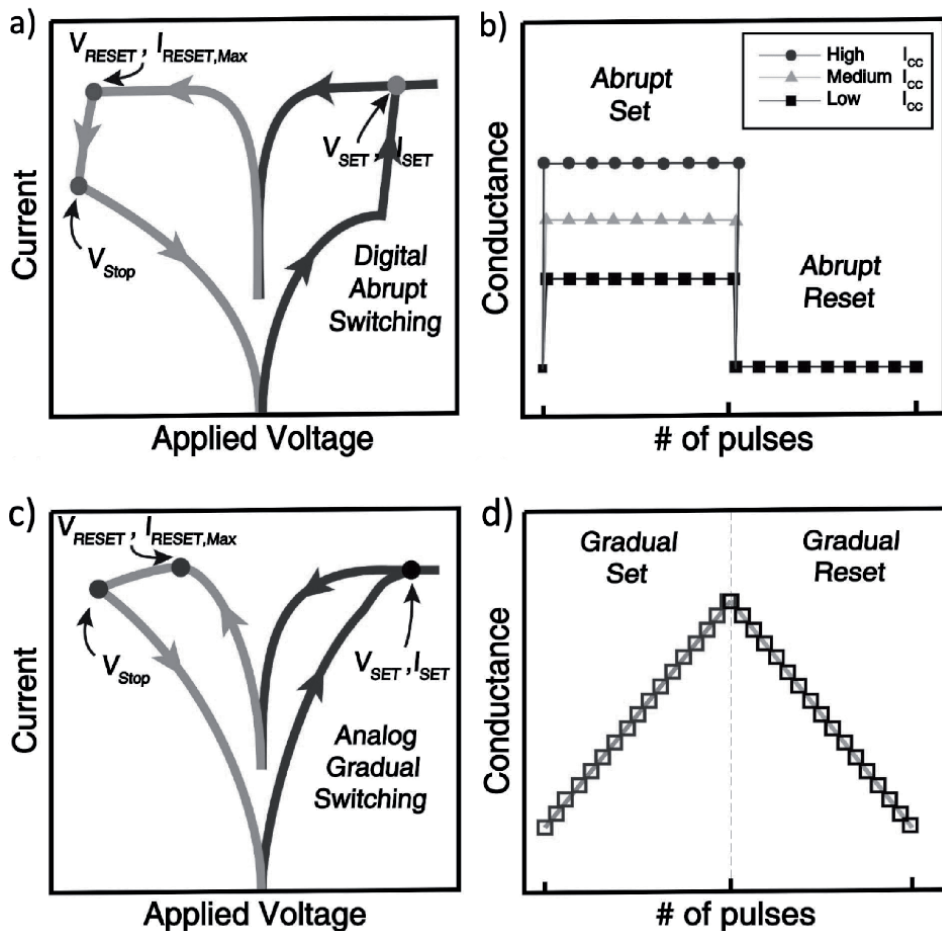 a)
V_RESET, I_RESET,Max
V_SET, I_SET
V_Stop
Digital
Abrupt
Switching
Current
Applied Voltage
b)
High I_cc
Medium I_cc
Low I_cc
Abrupt
Set
Abrupt
Reset
Conductance
# of pulses
c)
V_RESET, I_RESET,Max
V_Stop
V_SET, I_SET
Analog
Gradual
Switching
Current
Applied Voltage
d)
Gradual
Set
Gradual
Reset
Conductance
# of pulses